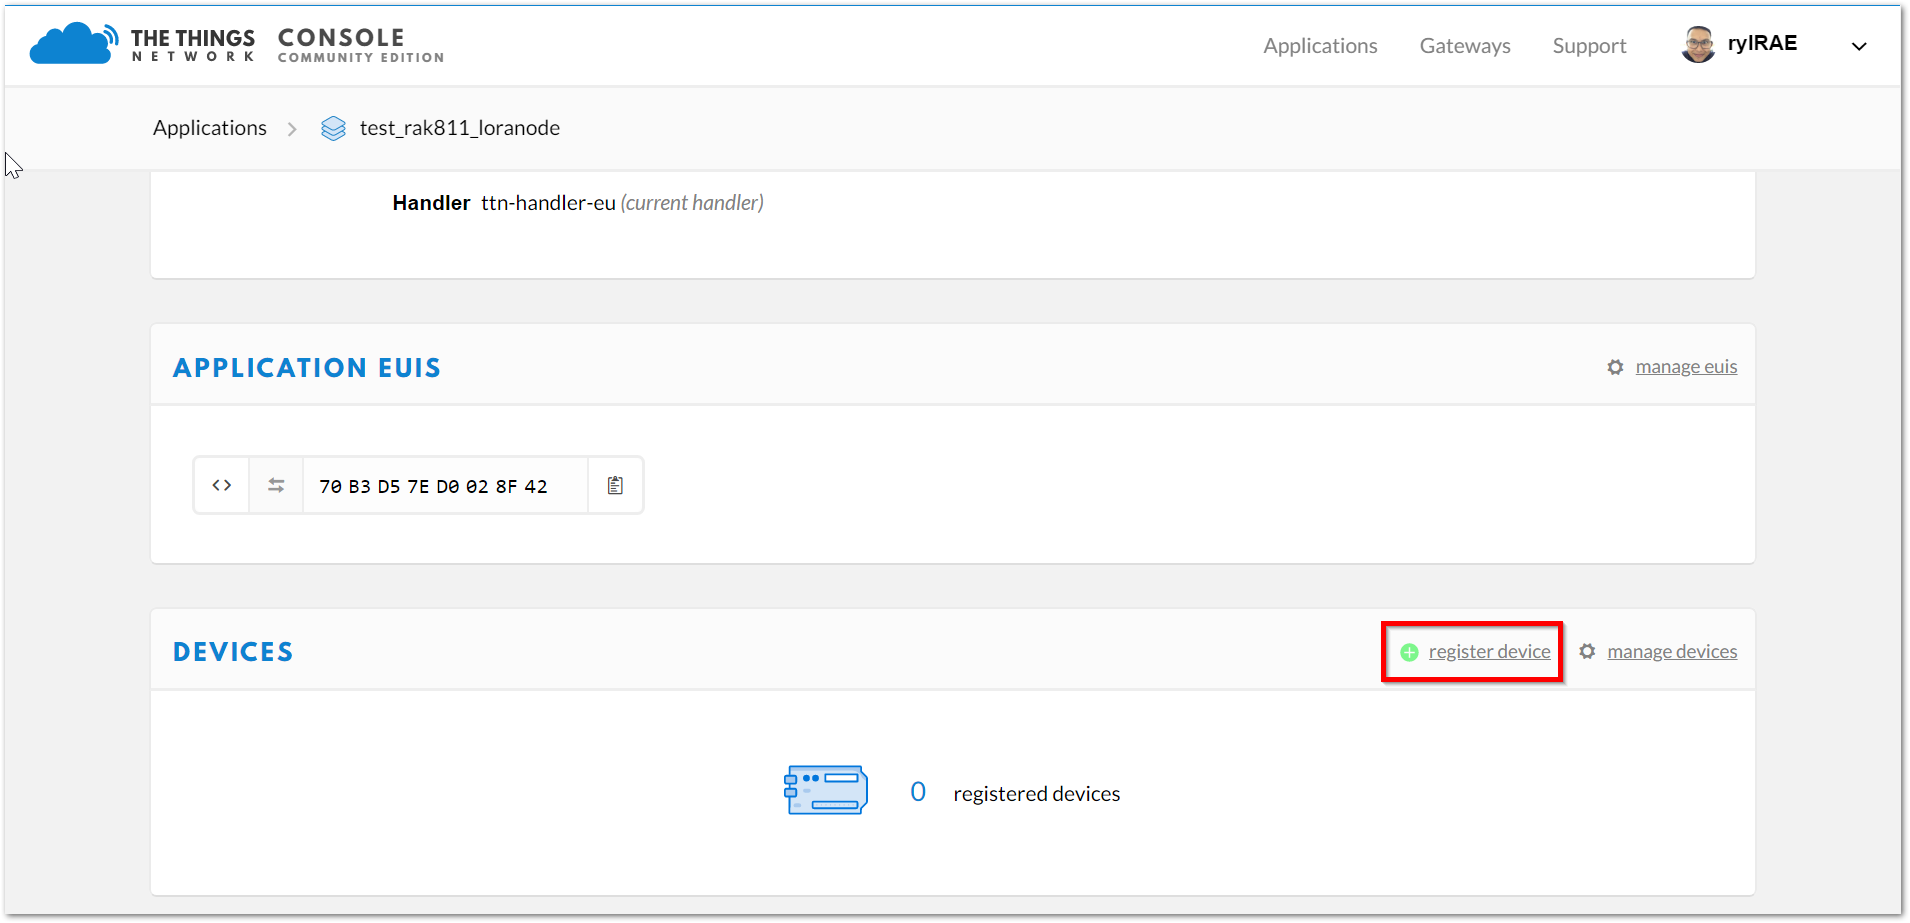 THE THINGS NETWORK CONSOLE COMMUNITY EDITION
Applications Gateways Support ryIRAE
Applications test_rak811_loranode
Handler ttn-handler-eu (current handler)
APPLICATION EUIS manage euis
70 B3 D5 7E D0 02 8F 42
DEVICES register device manage devices
0 registered devices